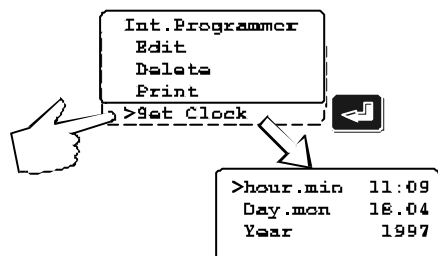 Int.Programmer
Edit
Delete
Print
>Set Clock
>hour.min 11:09
Day.mon 18.04
Year 1997